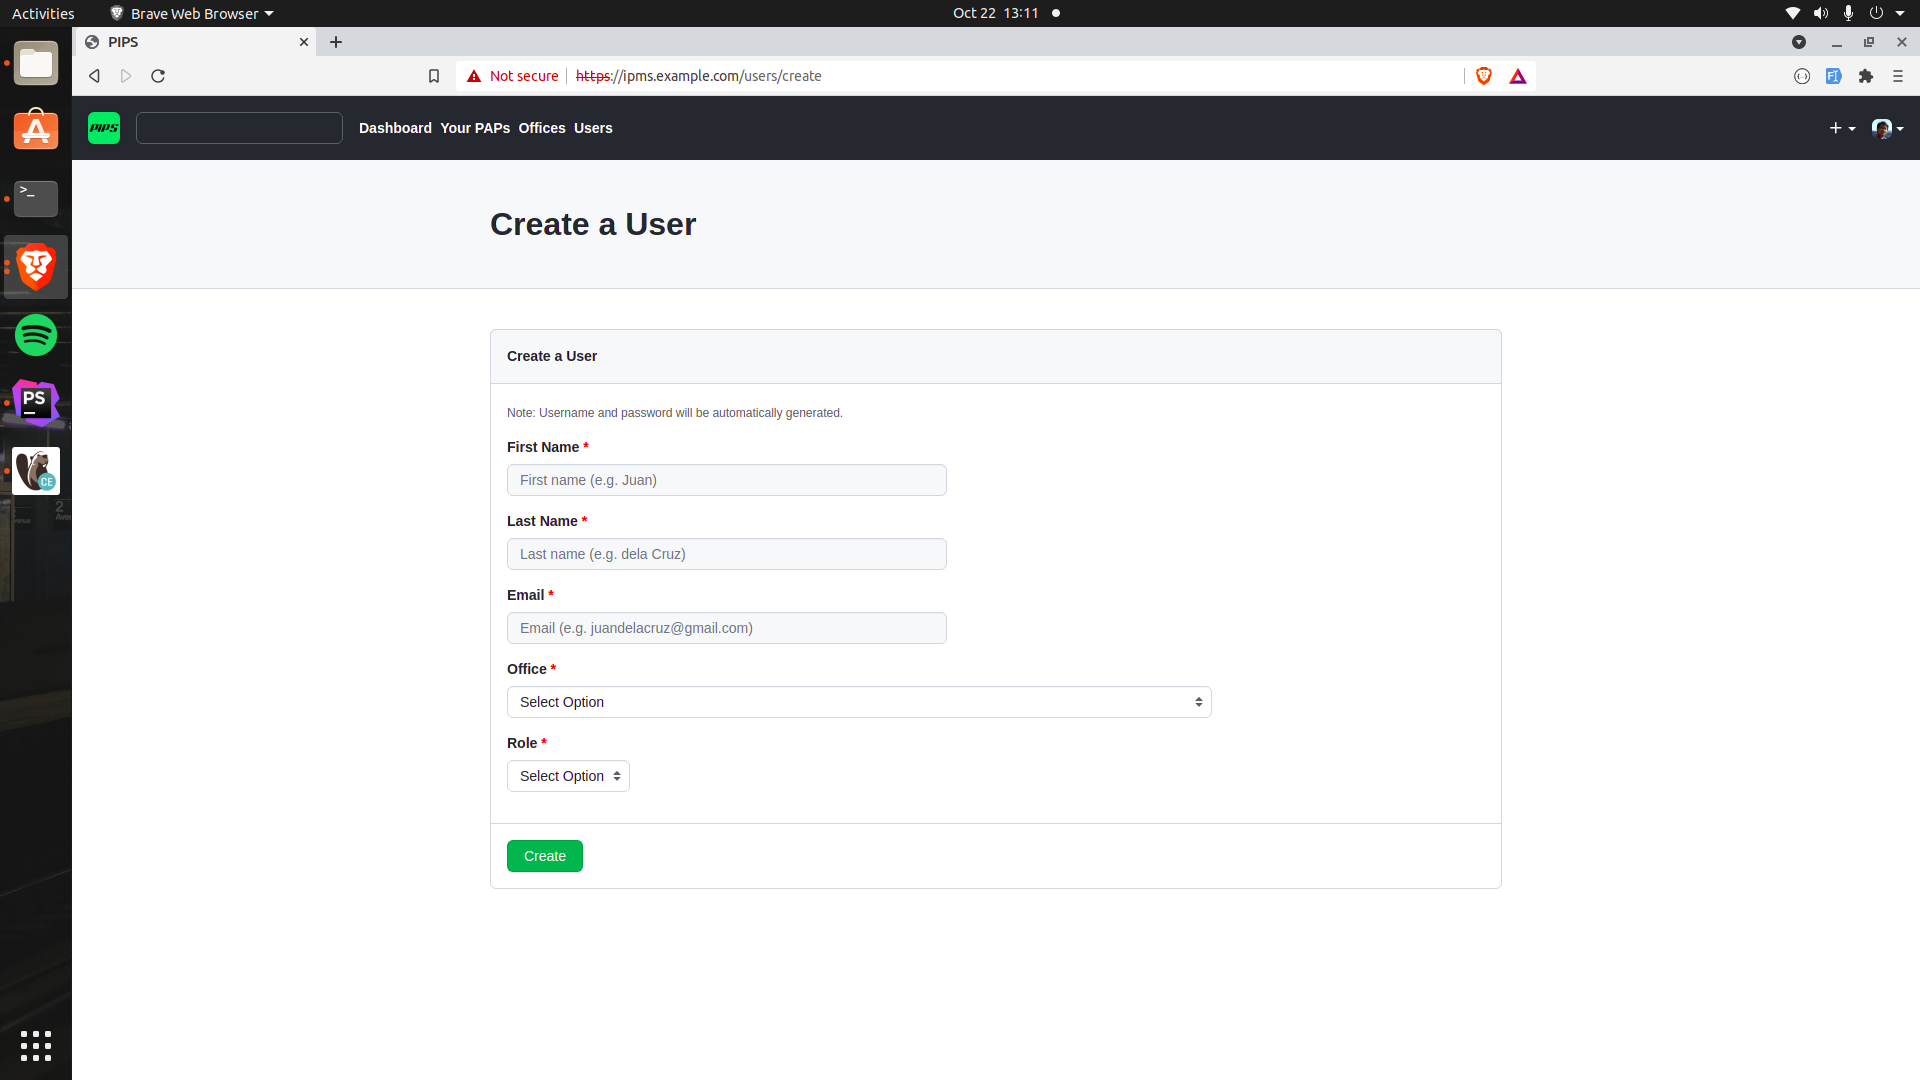 Activities
Brave Web Browser
Oct 22 13:11
PIPS
Not secure
https://ipms.example.com/users/create
PIPS
Dashboard Your PAPs Offices Users
Create a User
Create a User
Note: Username and password will be automatically generated.
First Name *
First name (e.g. Juan)
Last Name *
Last name (e.g. dela Cruz)
Email *
Email (e.g. juandelacruz@gmail.com)
Office *
Select Option
Role *
Select Option
Create
>_
PS
CE
2